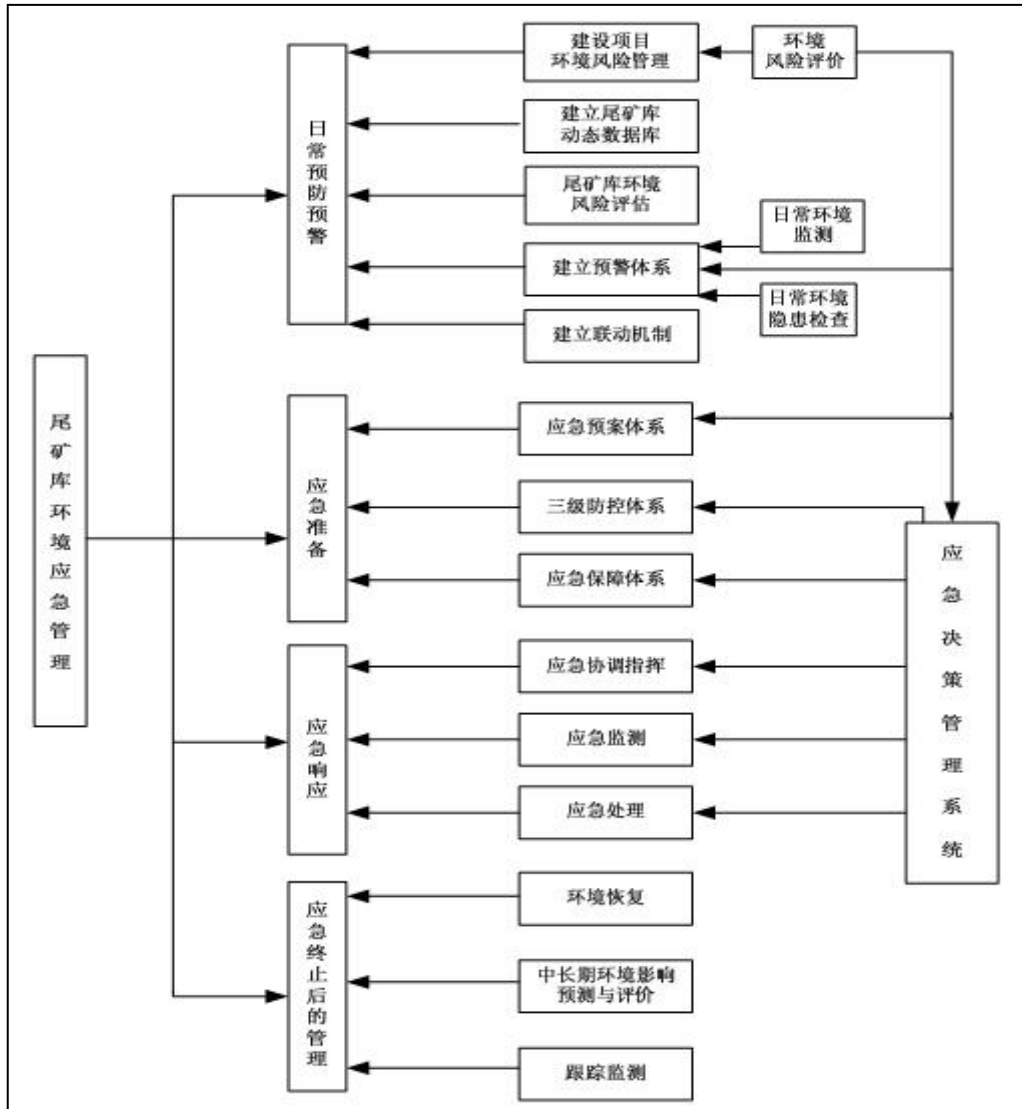 建设项目
环境风险管理
环境
风险评价
建立尾矿库
动态数据库
尾矿库环境
风险评估
日常环境
监测
建立预警体系
日常环境
隐患检查
建立联动机制
日常预防预警
尾矿库环境应急管理
应急预案体系
三级防控体系
应急保障体系
应急准备
应急协调指挥
应急监测
应急处理
应急响应
应急决策管理系统
环境恢复
中长期环境影响
预测与评价
跟踪监测
应急终止后的管理